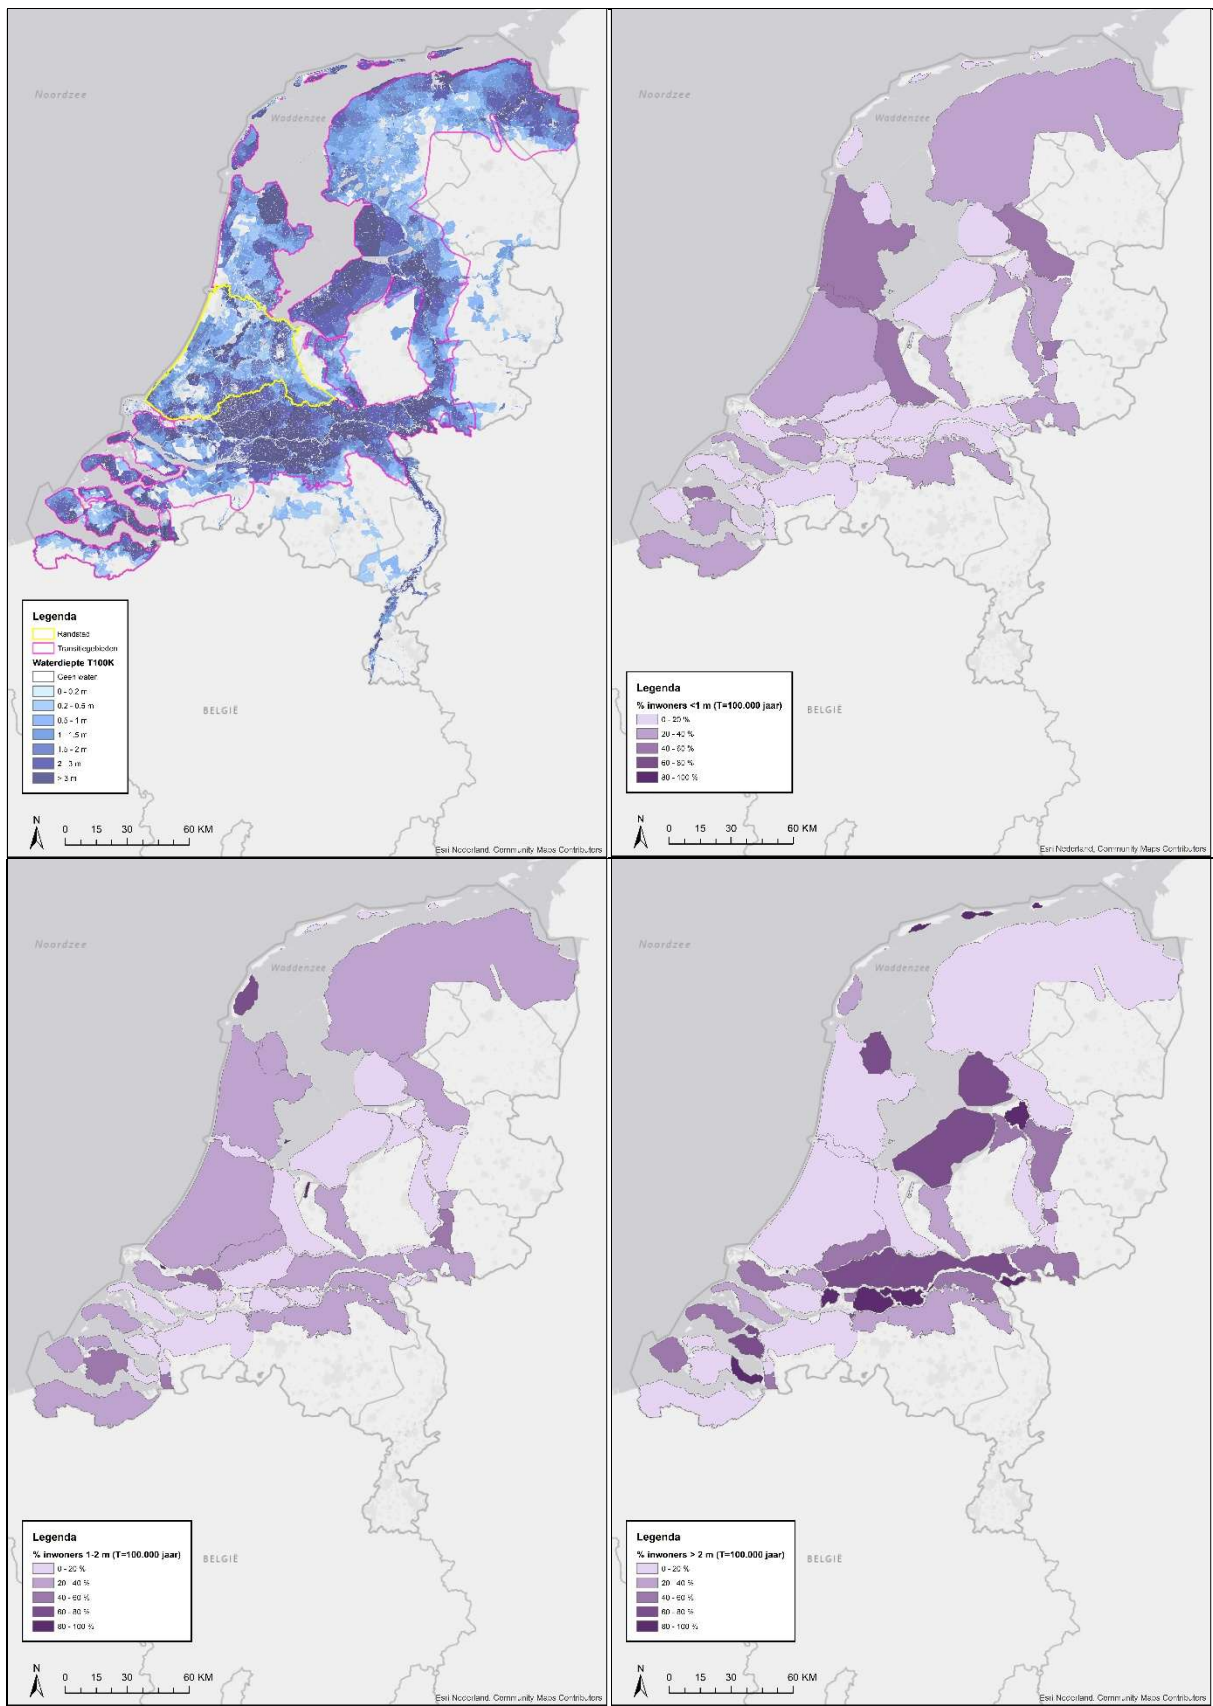 Noordzee
Waddenzee
BELGIË
Legenda
Randstad
Transitiegebieden
Waterdiepte T100K
Geen water
0 - 0.2 m
0.2 - 0.5 m
0.5 - 1 m
1 - 1.5 m
1.5 - 2 m
2 - 3 m
> 3 m
N
0 15 30 60 KM
Esri Nederland, Community Maps Contributors
Noordzee
Waddenzee
BELGIË
Legenda
% inwoners <1 m (T=100.000 jaar)
0 - 20 %
20 - 40 %
40 - 60 %
60 - 80 %
80 - 100 %
N
0 15 30 60 KM
Esri Nederland, Community Maps Contributors
Noordzee
Waddenzee
BELGIË
Legenda
% inwoners 1-2 m (T=100.000 jaar)
0 - 20 %
20 - 40 %
40 - 60 %
60 - 80 %
80 - 100 %
N
0 15 30 60 KM
Esri Nederland, Community Maps Contributors
Noordzee
Waddenzee
BELGIË
Legenda
% inwoners > 2 m (T=100.000 jaar)
0 - 20 %
20 - 40 %
40 - 60 %
60 - 80 %
80 - 100 %
N
0 15 30 60 KM
Esri Nederland, Community Maps Contributors